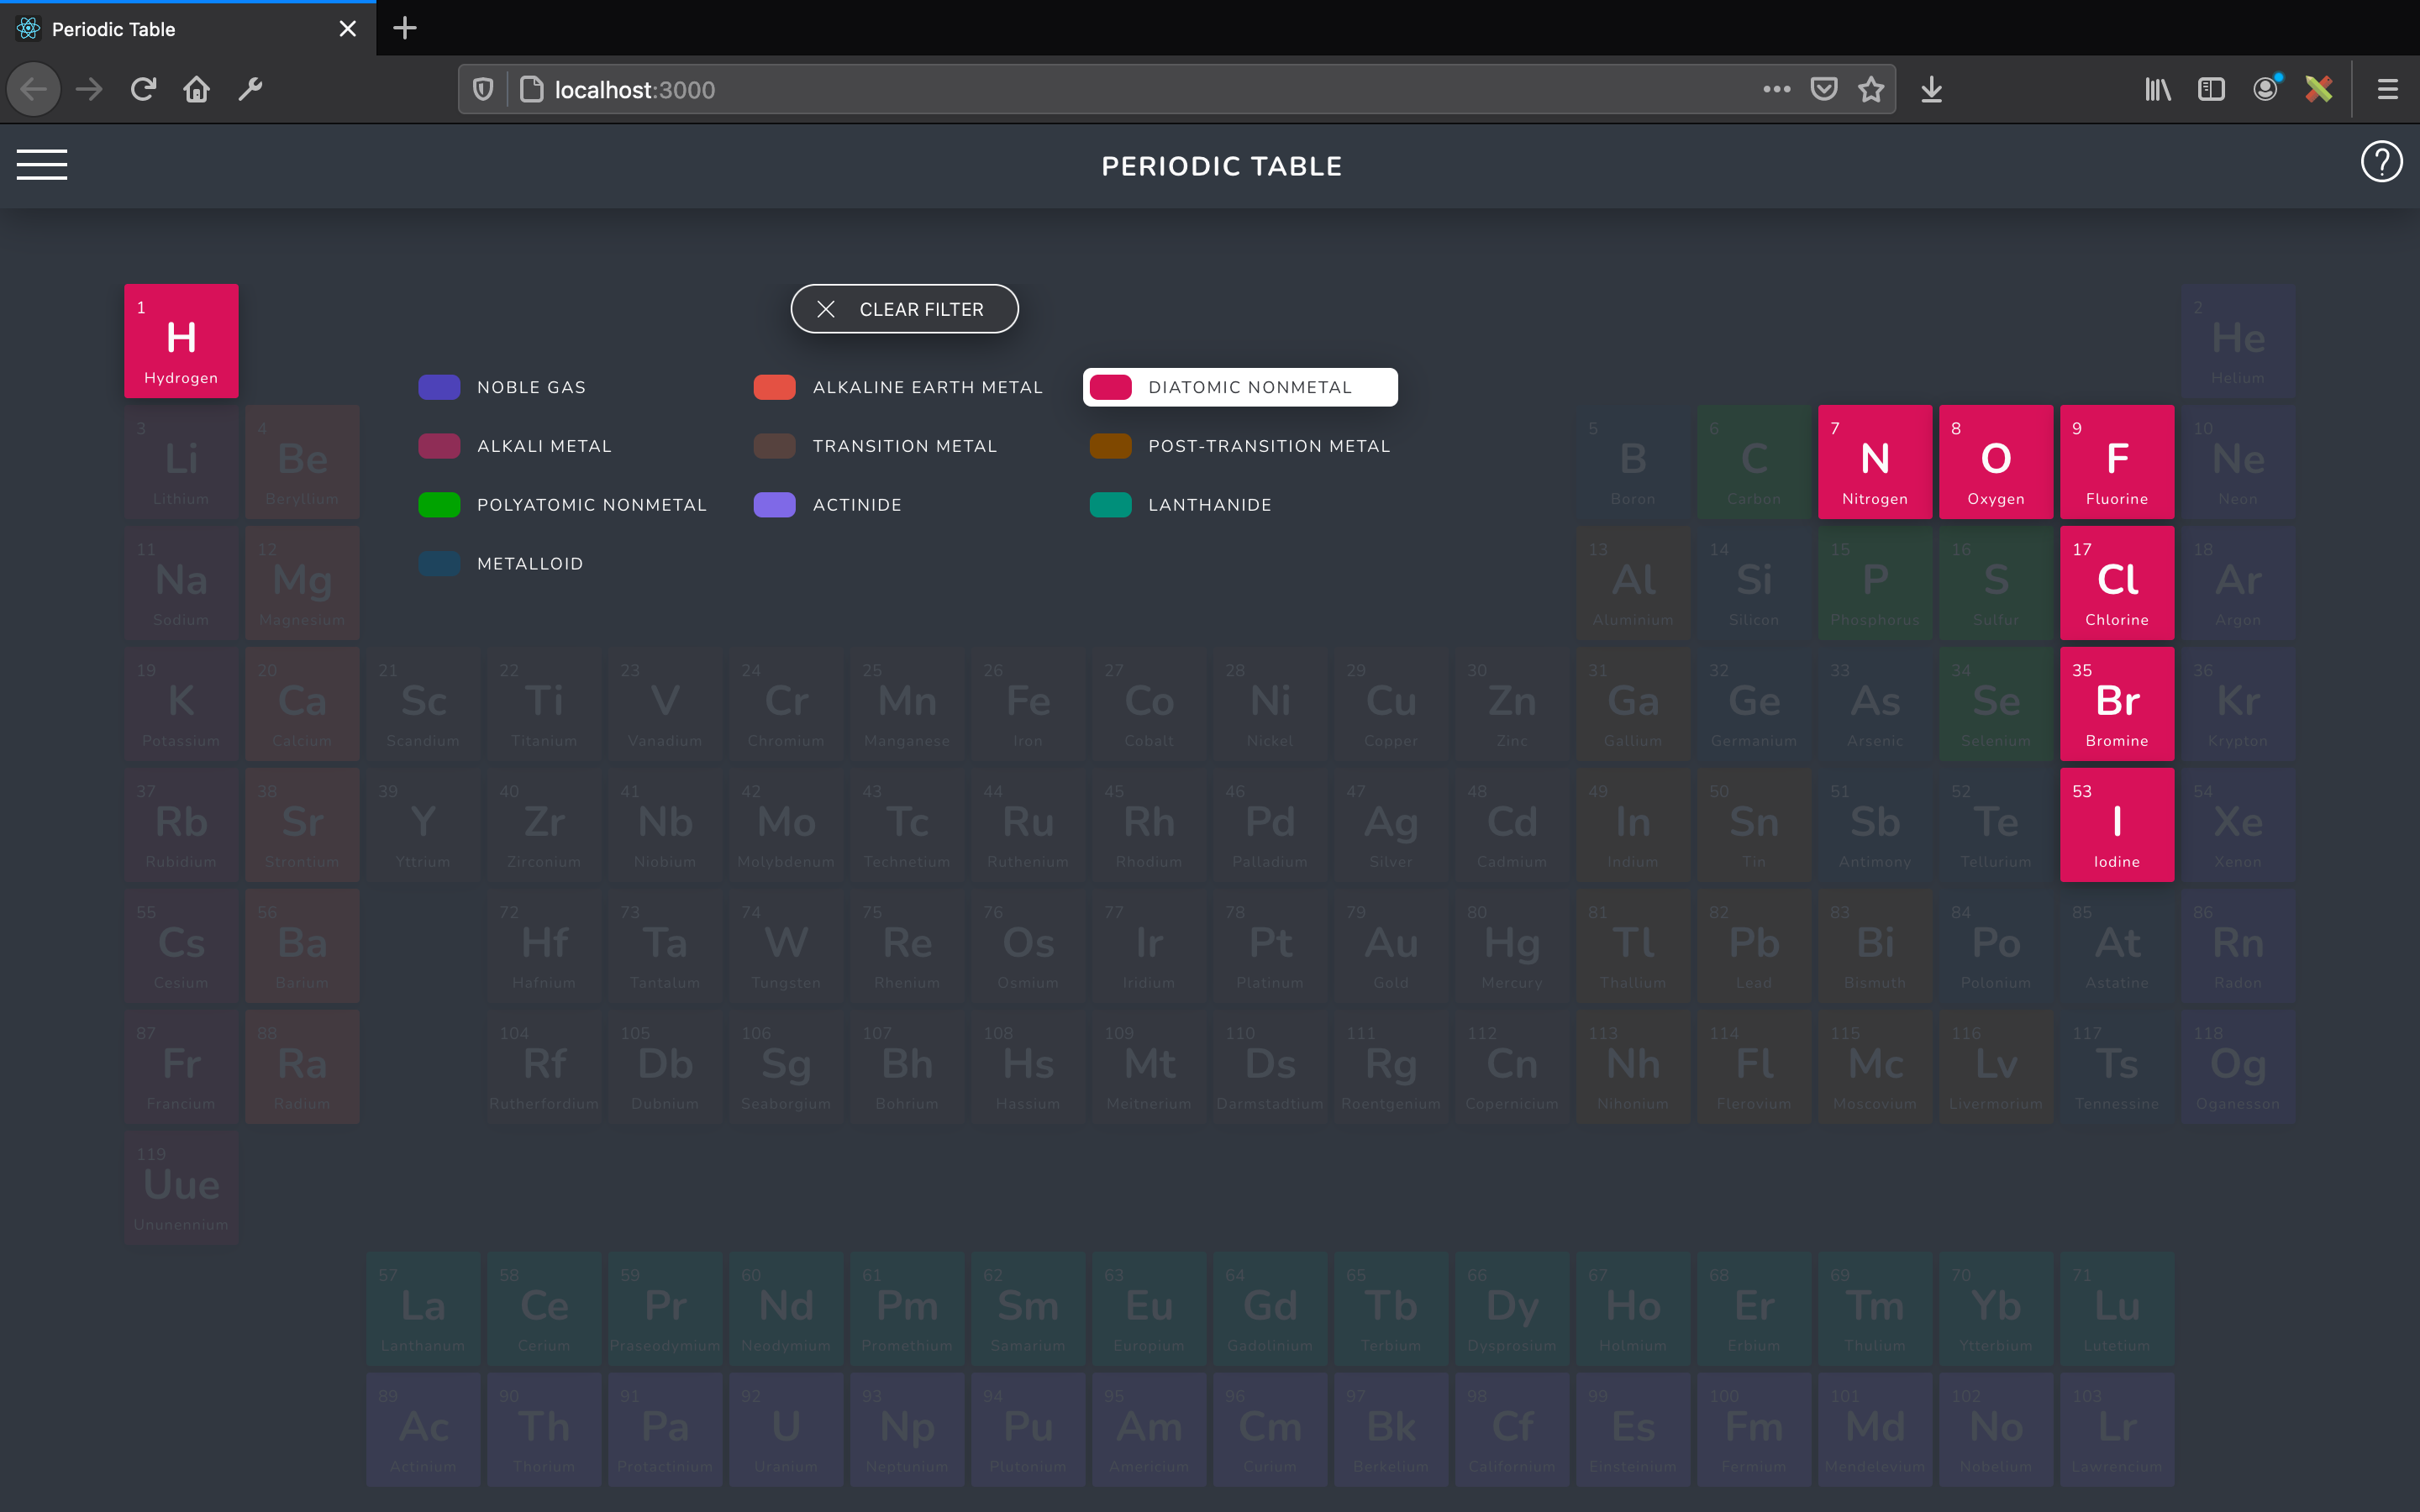 Periodic Table
localhost:3000
PERIODIC TABLE
CLEAR FILTER
NOBLE GAS ALKALINE EARTH METAL DIATOMIC NONMETAL
ALKALI METAL TRANSITION METAL POST-TRANSITION METAL
POLYATOMIC NONMETAL ACTINIDE LANTHANIDE
METALLOID
1 2
H He
Hydrogen Helium
3 4 5 6 7 8 9 10
Li Be B C N O F Ne
Lithium Beryllium Boron Carbon Nitrogen Oxygen Fluorine Neon
11 12 13 14 15 16 17 18
Na Mg Al Si P S Cl Ar
Sodium Magnesium Aluminium Silicon Phosphorus Sulfur Chlorine Argon
19 20 21 22 23 24 25 26 27 28 29 30 31 32 33 34 35 36
K Ca Sc Ti V Cr Mn Fe Co Ni Cu Zn Ga Ge As Se Br Kr
Potassium Calcium Scandium Titanium Vanadium Chromium Manganese Iron Cobalt Nickel Copper Zinc Gallium Germanium Arsenic Selenium Bromine Krypton
37 38 39 40 41 42 43 44 45 46 47 48 49 50 51 52 53 54
Rb Sr Y Zr Nb Mo Tc Ru Rh Pd Ag Cd In Sn Sb Te I Xe
Rubidium Strontium Yttrium Zirconium Niobium Molybdenum Technetium Ruthenium Rhodium Palladium Silver Cadmium Indium Tin Antimony Tellurium Iodine Xenon
55 56 72 73 74 75 76 77 78 79 80 81 82 83 84 85 86
Cs Ba Hf Ta W Re Os Ir Pt Au Hg Tl Pb Bi Po At Rn
Cesium Barium Hafnium Tantalum Tungsten Rhenium Osmium Iridium Platinum Gold Mercury Thallium Lead Bismuth Polonium Astatine Radon
87 88 104 105 106 107 108 109 110 111 112 113 114 115 116 117 118
Fr Ra Rf Db Sg Bh Hs Mt Ds Rg Cn Nh Fl Mc Lv Ts Og
Francium Radium Rutherfordium Dubnium Seaborgium Bohrium Hassium Meitnerium Darmstadtium Roentgenium Copernicium Nihonium Flerovium Moscovium Livermorium Tennessine Oganesson
119
Uue
Ununennium
57 58 59 60 61 62 63 64 65 66 67 68 69 70 71
La Ce Pr Nd Pm Sm Eu Gd Tb Dy Ho Er Tm Yb Lu
Lanthanum Cerium Praseodymium Neodymium Promethium Samarium Europium Gadolinium Terbium Dysprosium Holmium Erbium Thulium Ytterbium Lutetium
89 90 91 92 93 94 95 96 97 98 99 100 101 102 103
Ac Th Pa U Np Pu Am Cm Bk Cf Es Fm Md No Lr
Actinium Thorium Protactinium Uranium Neptunium Plutonium Americium Curium Berkelium Californium Einsteinium Fermium Mendelevium Nobelium Lawrencium